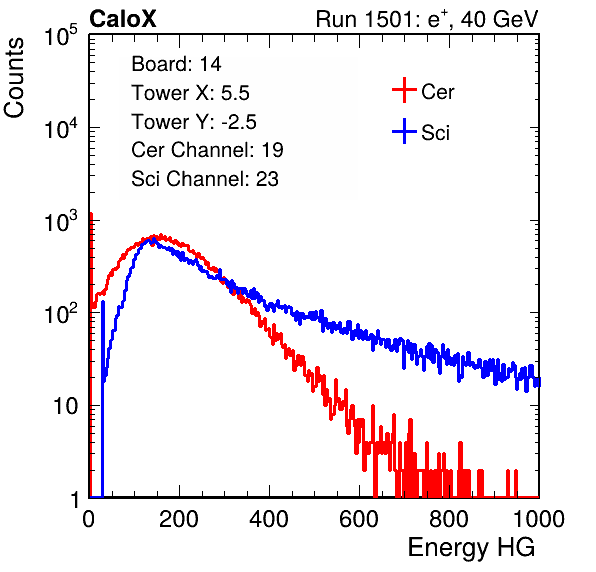 CaloX Run 1501: e⁺, 40 GeV
Counts
10⁵
10⁴
10³
10²
10
1
Board: 14
Tower X: 5.5
Tower Y: -2.5
Cer Channel: 19
Sci Channel: 23
Cer
Sci
0 200 400 600 800 1000
Energy HG